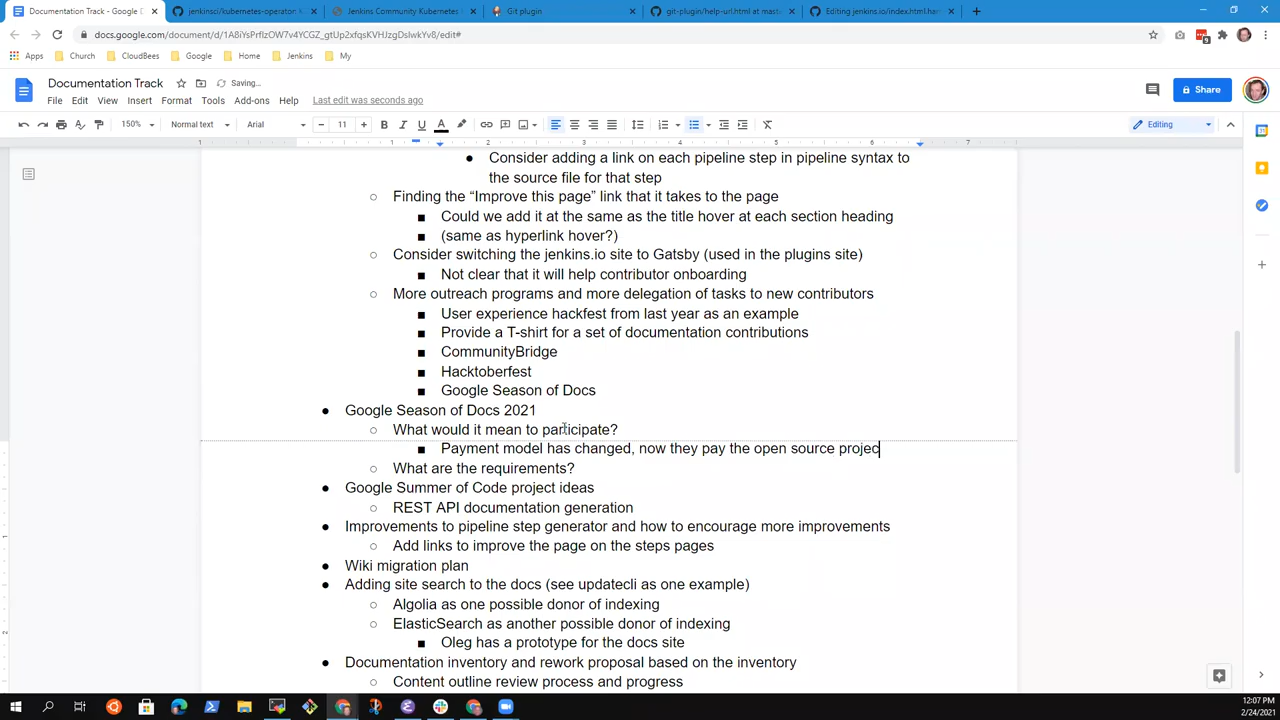 Documentation Track - Google D
jenkinsci/kubernetes-operator: K
Jenkins Community Kubernetes
Git plugin
git-plugin/help-url.html at mast
Editing jenkins.io/index.html.ha
docs.google.com/document/d/1A8iYsPrflzOW7v4YCGZ_gtUp2xfqsKVHJzgDslwkYv8/edit#
9
Apps
Church
CloudBees
Google
Home
Jenkins
My
Documentation Track
Saving...
File Edit View Insert Format Tools Add-ons Help Last edit was seconds ago
Share
150% Normal text Arial 11 Editing
1 1 2 3 4 5 6 7
● Consider adding a link on each pipeline step in pipeline syntax to
the source file for that step
○ Finding the “Improve this page” link that it takes to the page
■ Could we add it at the same as the title hover at each section heading
■ (same as hyperlink hover?)
○ Consider switching the jenkins.io site to Gatsby (used in the plugins site)
■ Not clear that it will help contributor onboarding
○ More outreach programs and more delegation of tasks to new contributors
■ User experience hackfest from last year as an example
■ Provide a T-shirt for a set of documentation contributions
■ CommunityBridge
■ Hacktoberfest
■ Google Season of Docs
● Google Season of Docs 2021
○ What would it mean to participate?
■ Payment model has changed, now they pay the open source projec
○ What are the requirements?
● Google Summer of Code project ideas
○ REST API documentation generation
● Improvements to pipeline step generator and how to encourage more improvements
○ Add links to improve the page on the steps pages
● Wiki migration plan
● Adding site search to the docs (see updatecli as one example)
○ Algolia as one possible donor of indexing
○ ElasticSearch as another possible donor of indexing
■ Oleg has a prototype for the docs site
● Documentation inventory and rework proposal based on the inventory
○ Content outline review process and progress
12:07 PM
2/24/2021